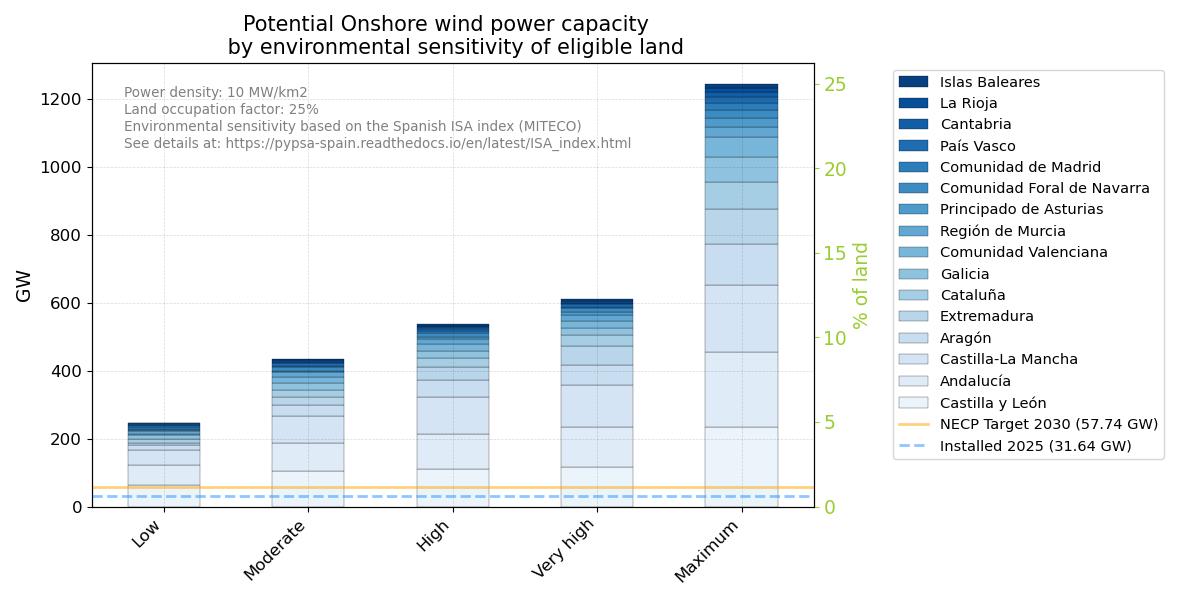 Potential Onshore wind power capacity
by environmental sensitivity of eligible land
Power density: 10 MW/km2
Land occupation factor: 25%
Environmental sensitivity based on the Spanish ISA index (MITECO)
See details at: https://pypsa-spain.readthedocs.io/en/latest/ISA_index.html
GW
1200
1000
800
600
400
200
0
Low
Moderate
High
Very high
Maximum
25
20
15
10
5
0
% of land
Islas Baleares
La Rioja
Cantabria
País Vasco
Comunidad de Madrid
Comunidad Foral de Navarra
Principado de Asturias
Región de Murcia
Comunidad Valenciana
Galicia
Cataluña
Extremadura
Aragón
Castilla-La Mancha
Andalucía
Castilla y León
NECP Target 2030 (57.74 GW)
Installed 2025 (31.64 GW)